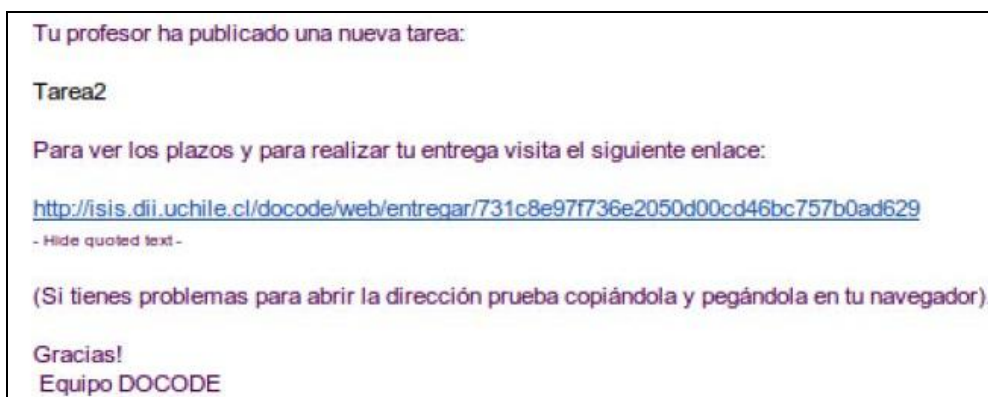 Tu profesor ha publicado una nueva tarea:
Tarea2
Para ver los plazos y para realizar tu entrega visita el siguiente enlace:
http://isis.dii.uchile.cl/docode/web/entregar/731c8e97f736e2050d00cd46bc757b0ad629
- Hide quoted text -
(Si tienes problemas para abrir la dirección prueba copiándola y pegándola en tu navegador).
Gracias!
Equipo DOCODE